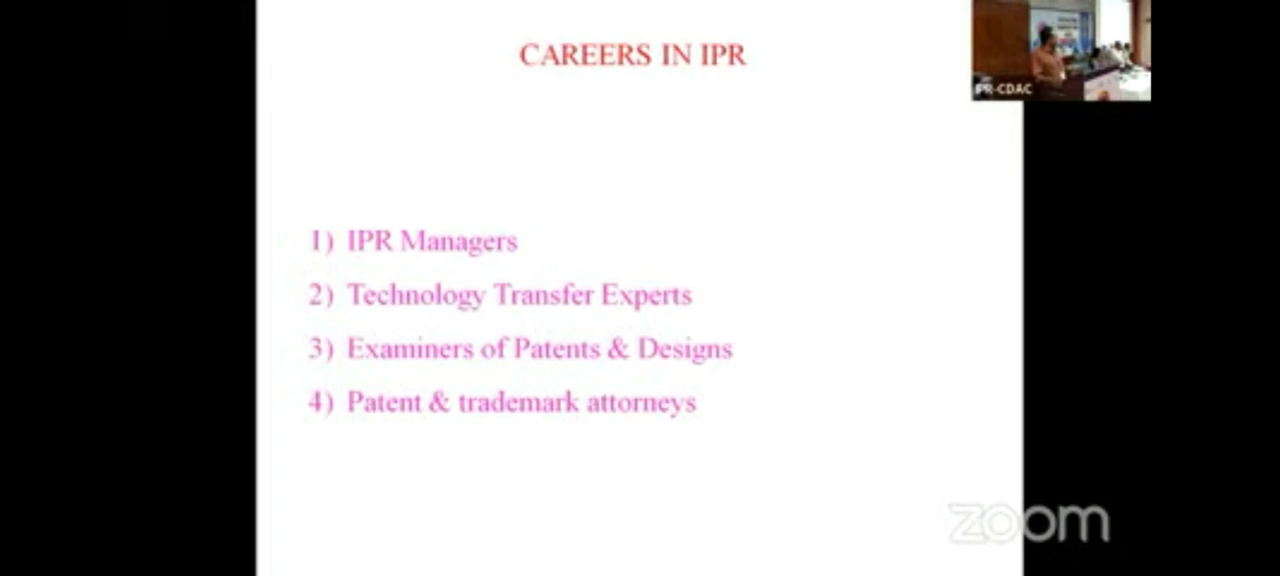 CAREERS IN IPR
IPR-CDAC
1) IPR Managers
2) Technology Transfer Experts
3) Examiners of Patents & Designs
4) Patent & trademark attorneys
zoom